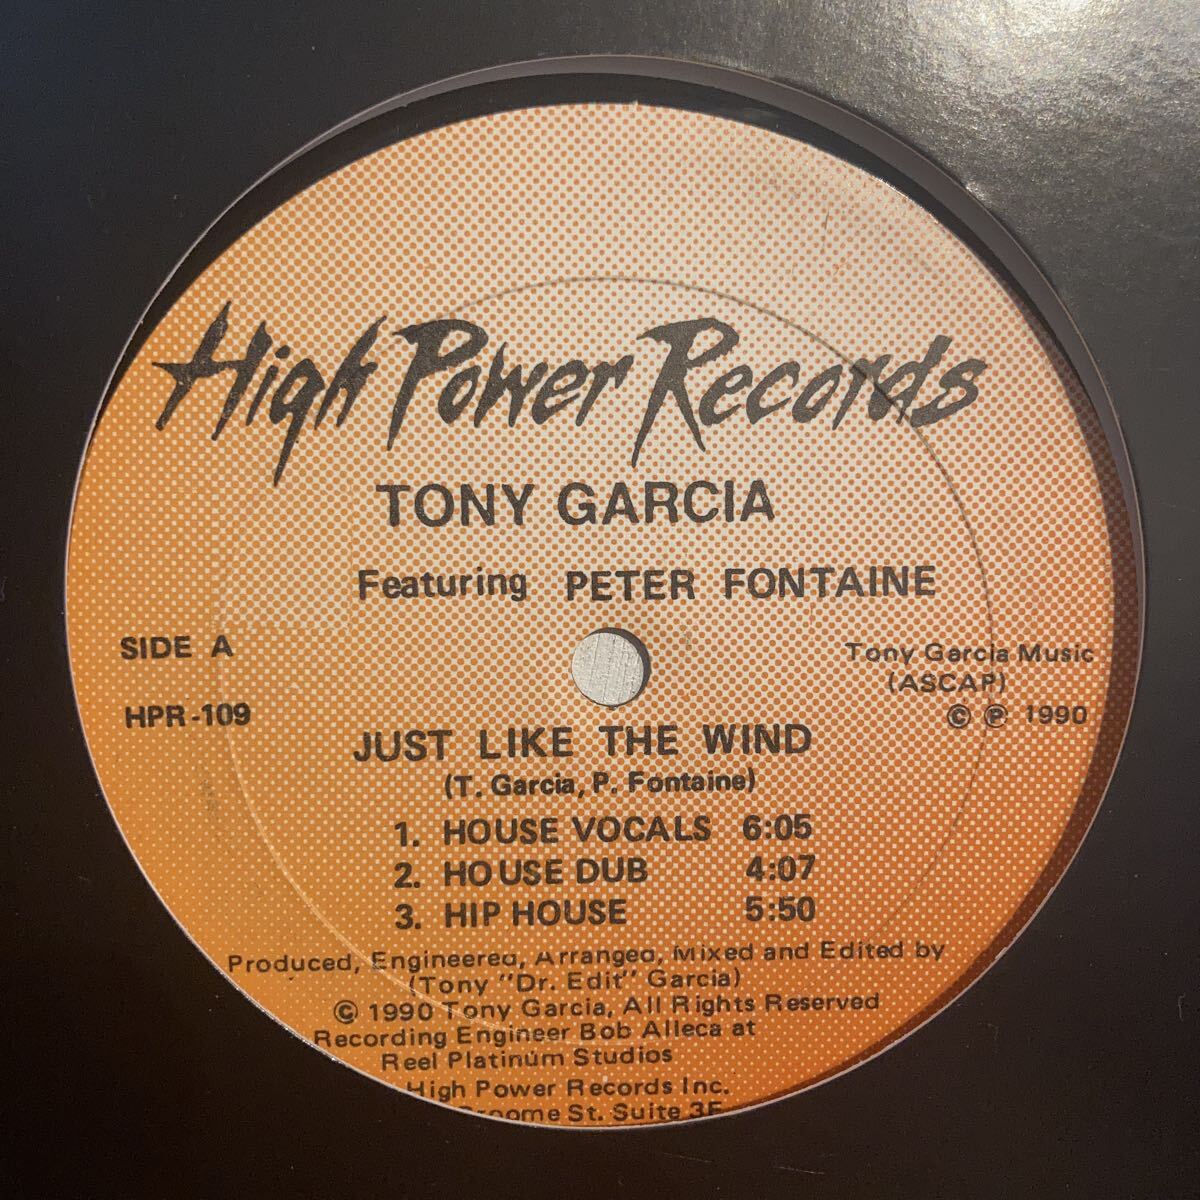 High Power Records
TONY GARCIA
Featuring PETER FONTAINE
SIDE A
HPR-109
Tony Garcia Music
(ASCAP)
© ℗ 1990
JUST LIKE THE WIND
(T. Garcia, P. Fontaine)
1. HOUSE VOCALS 6:05
2. HOUSE DUB 4:07
3. HIP HOUSE 5:50
Produced, Engineered, Arranged, Mixed and Edited by
(Tony "Dr. Edit" Garcia)
© 1990 Tony Garcia, All Rights Reserved
Recording Engineer Bob Alleca at
Reel Platinum Studios
High Power Records Inc.
St. Suite